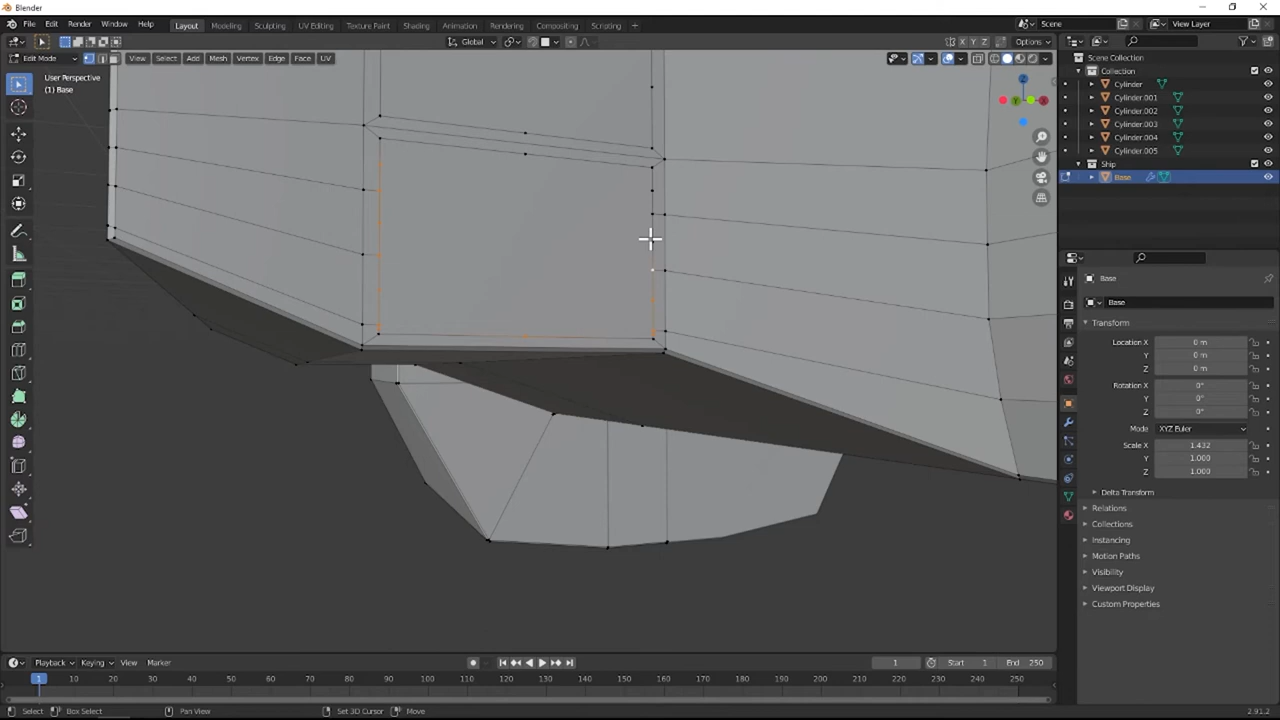 Blender
File Edit Render Window Help Layout Modeling Sculpting UV Editing Texture Paint Shading Animation Rendering Compositing Scripting + Scene View Layer
Global X Y Z Options
Edit Mode View Select Add Mesh Vertex Edge Face UV
User Perspective
(1) Base
Z
Y
X
Scene Collection
Collection
Cylinder
Cylinder.001
Cylinder.002
Cylinder.003
Cylinder.004
Cylinder.005
Ship
Base
Base
Base
Transform
Location X 0 m
Y 0 m
Z 0 m
Rotation X 0°
Y 0°
Z 0°
Mode XYZ Euler
Scale X 1.432
Y 1.000
Z 1.000
Delta Transform
Relations
Collections
Instancing
Motion Paths
Visibility
Viewport Display
Custom Properties
Playback Keying View Marker 1 Start 1 End 250
1 10 20 30 40 50 60 70 80 90 100 110 120 130 140 150 160 170 180 190 200 210 220 230 240 250
Select Box Select Pan View Set 3D Cursor Move 2.91.2